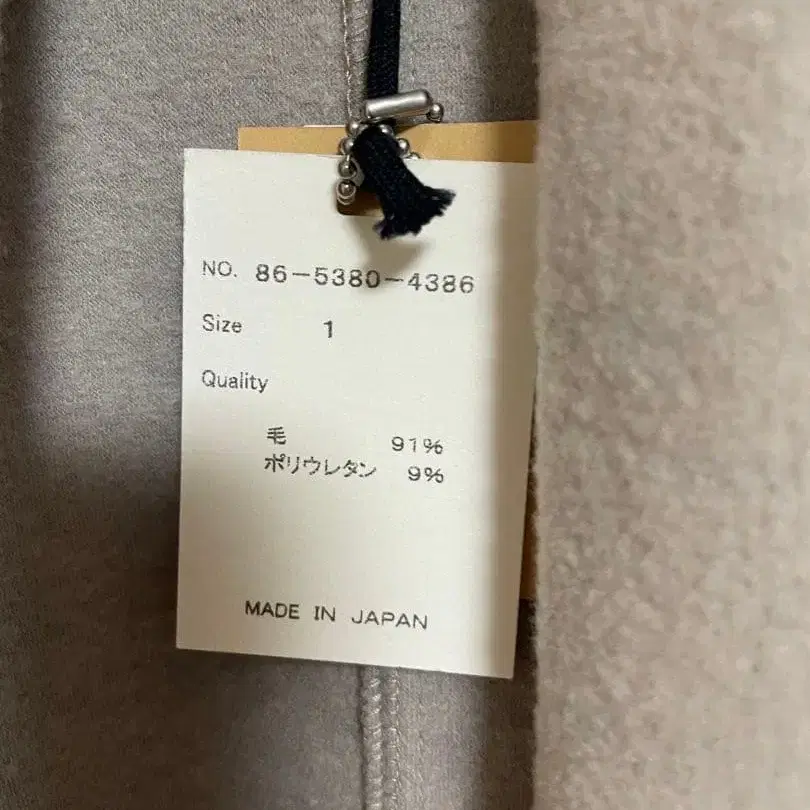 NO. 86-5380-4386
Size 1
Quality
毛 91%
ポリウレタン 9%
MADE IN JAPAN